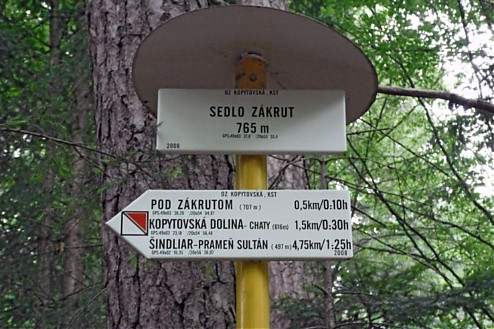 OZ KOPYTOVSKÁ, KST
SEDLO ZÁKRUT
765 m
2008
OZ KOPYTOVSKÁ, KST
POD ZÁKRUTOM (707 m) 0,5km/0:10h
KOPYTOVSKÁ DOLINA- CHATY (616m) 1,5km/0:30h
ŠINDLIAR-PRAMEŇ SULTÁN (497 m) 4,75km/1:25h
2008